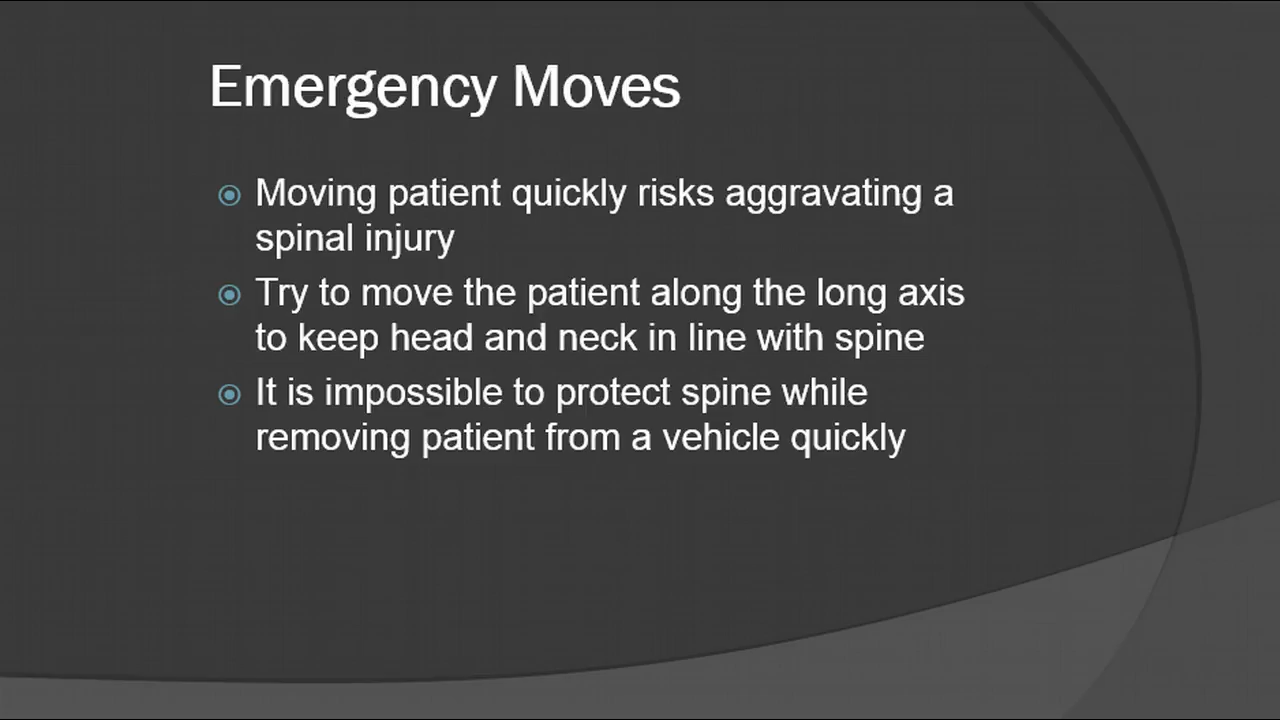 Emergency Moves
Moving patient quickly risks aggravating a
spinal injury
Try to move the patient along the long axis
to keep head and neck in line with spine
It is impossible to protect spine while
removing patient from a vehicle quickly